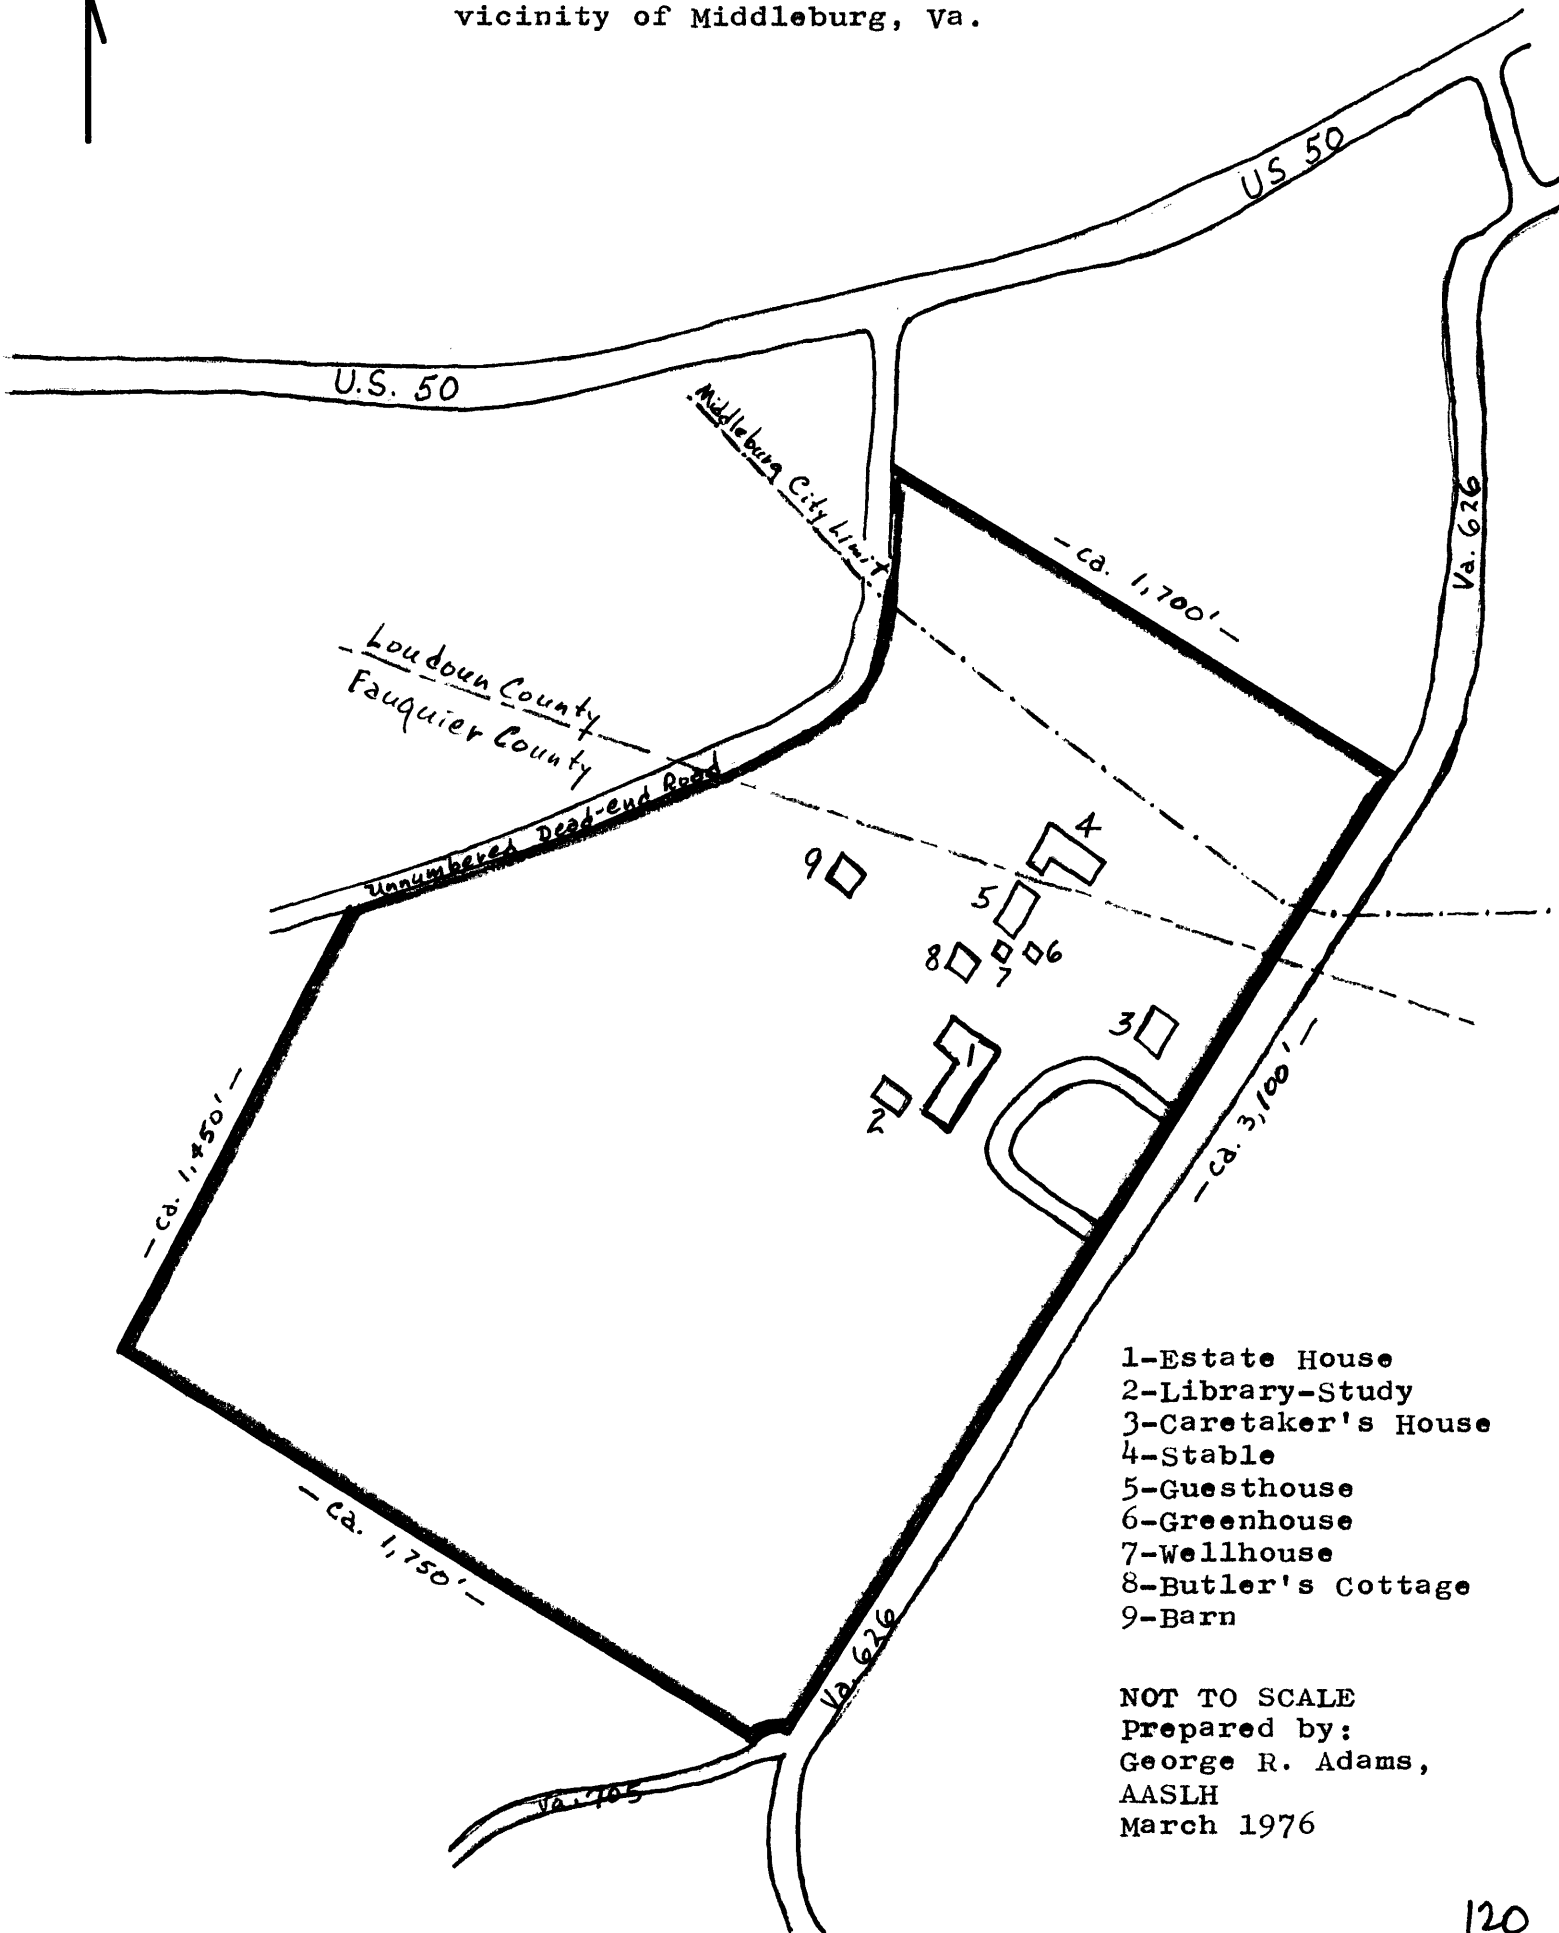 vicinity of Middleburg, Va.
US 50
U.S. 50
Middleburg City Limit
Va. 626
- ca. 1,700' -
Loudoun County
Fauquier County
Unnumbered Dead-end Road
4
9
5
8
7
6
3
1
2
- ca. 1,450' -
- ca. 3,100' -
- ca. 1,750' -
Va. 626
Va. 705
1-Estate House
2-Library-Study
3-Caretaker's House
4-Stable
5-Guesthouse
6-Greenhouse
7-Wellhouse
8-Butler's Cottage
9-Barn
NOT TO SCALE
Prepared by:
George R. Adams,
AASLH
March 1976
120